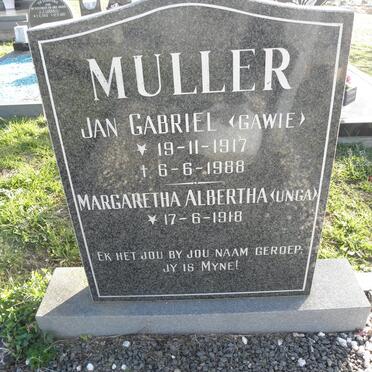 MULLER
JAN GABRIEL <GAWIE>
* 19-11-1917
† 6-6-1988
MARGARETHA ALBERTHA <UNGA>
* 17-6-1918
EK HET JOU BY JOU NAAM GEROEP,
JY IS MYNE!